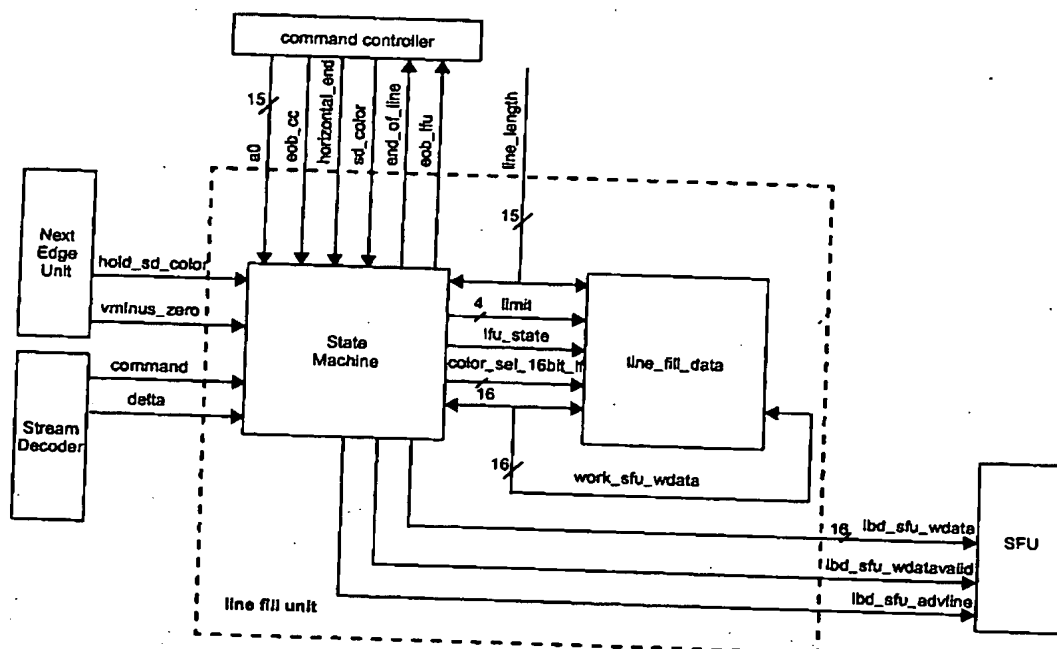 command controller
15
a0
eob_cc
horizontal_end
sd_color
end_of_line
eob_lfu
line_length
15
Next
Edge
Unit
hold_sd_color
vminus_zero
command
delta
Stream
Decoder
State
Machine
4
limit
lfu_state
color_sel_16bit_lf
16
line_fill_data
16
work_sfu_wdata
16
lbd_sfu_wdata
lbd_sfu_wdatavalid
lbd_sfu_advline
SFU
line fill unit